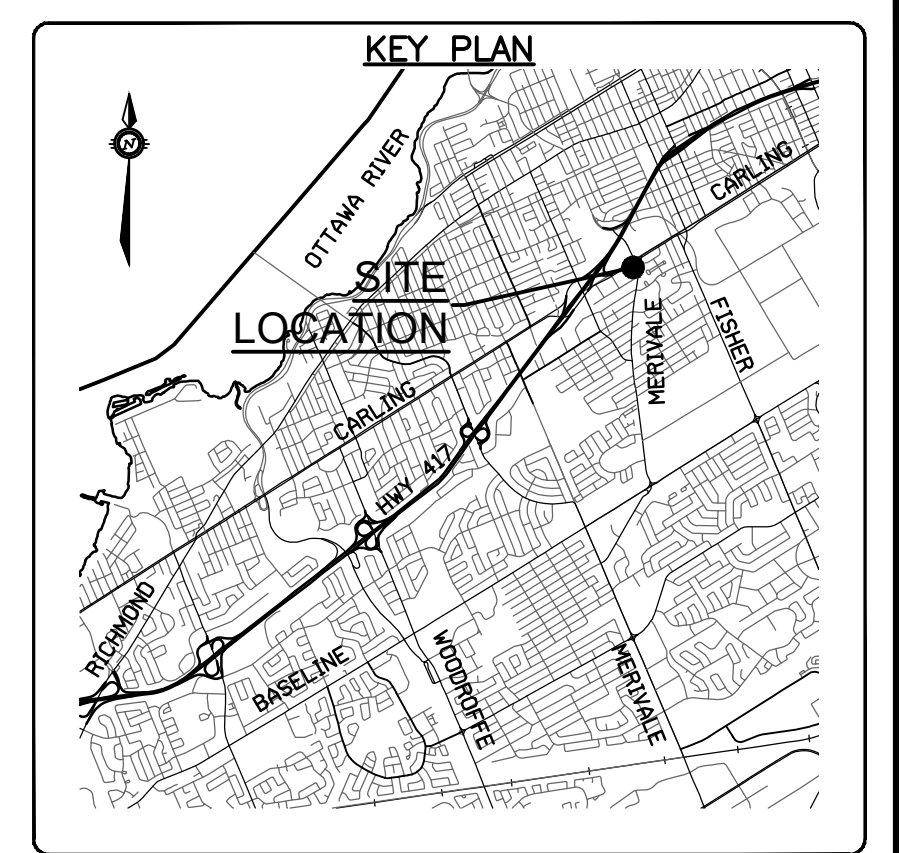 KEY PLAN
N
OTTAWA RIVER
CARLING
SITE
LOCATION
MERIVALE
FISHER
CARLING
HWY 417
RICHMOND
BASELINE
WOODROFFE
MERIVALE